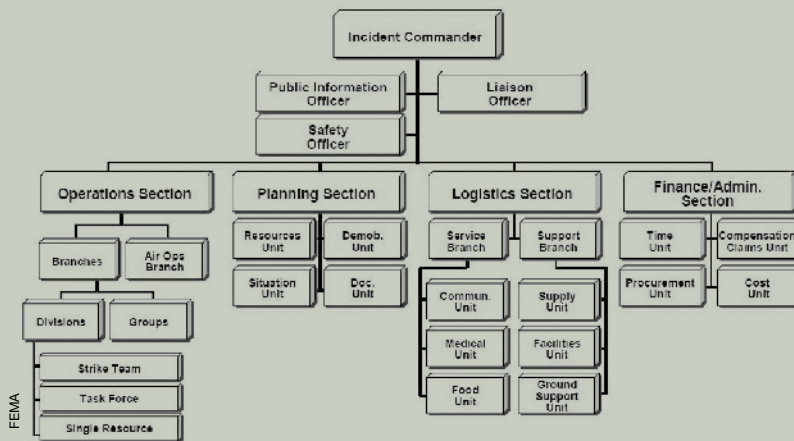 Incident Commander
Public Information
Officer
Liaison
Officer
Safety
Officer
Operations Section
Planning Section
Logistics Section
Finance/Admin.
Section
Resources
Unit
Demob.
Unit
Service
Branch
Support
Branch
Time
Unit
Compensation
Claims Unit
Branches
Air Ops
Branch
Situation
Unit
Doc.
Unit
Procurement
Unit
Cost
Unit
Divisions
Groups
Commun.
Unit
Supply
Unit
Medical
Unit
Facilities
Unit
Strike Team
Task Force
Single Resource
Food
Unit
Ground
Support
Unit
FEMA